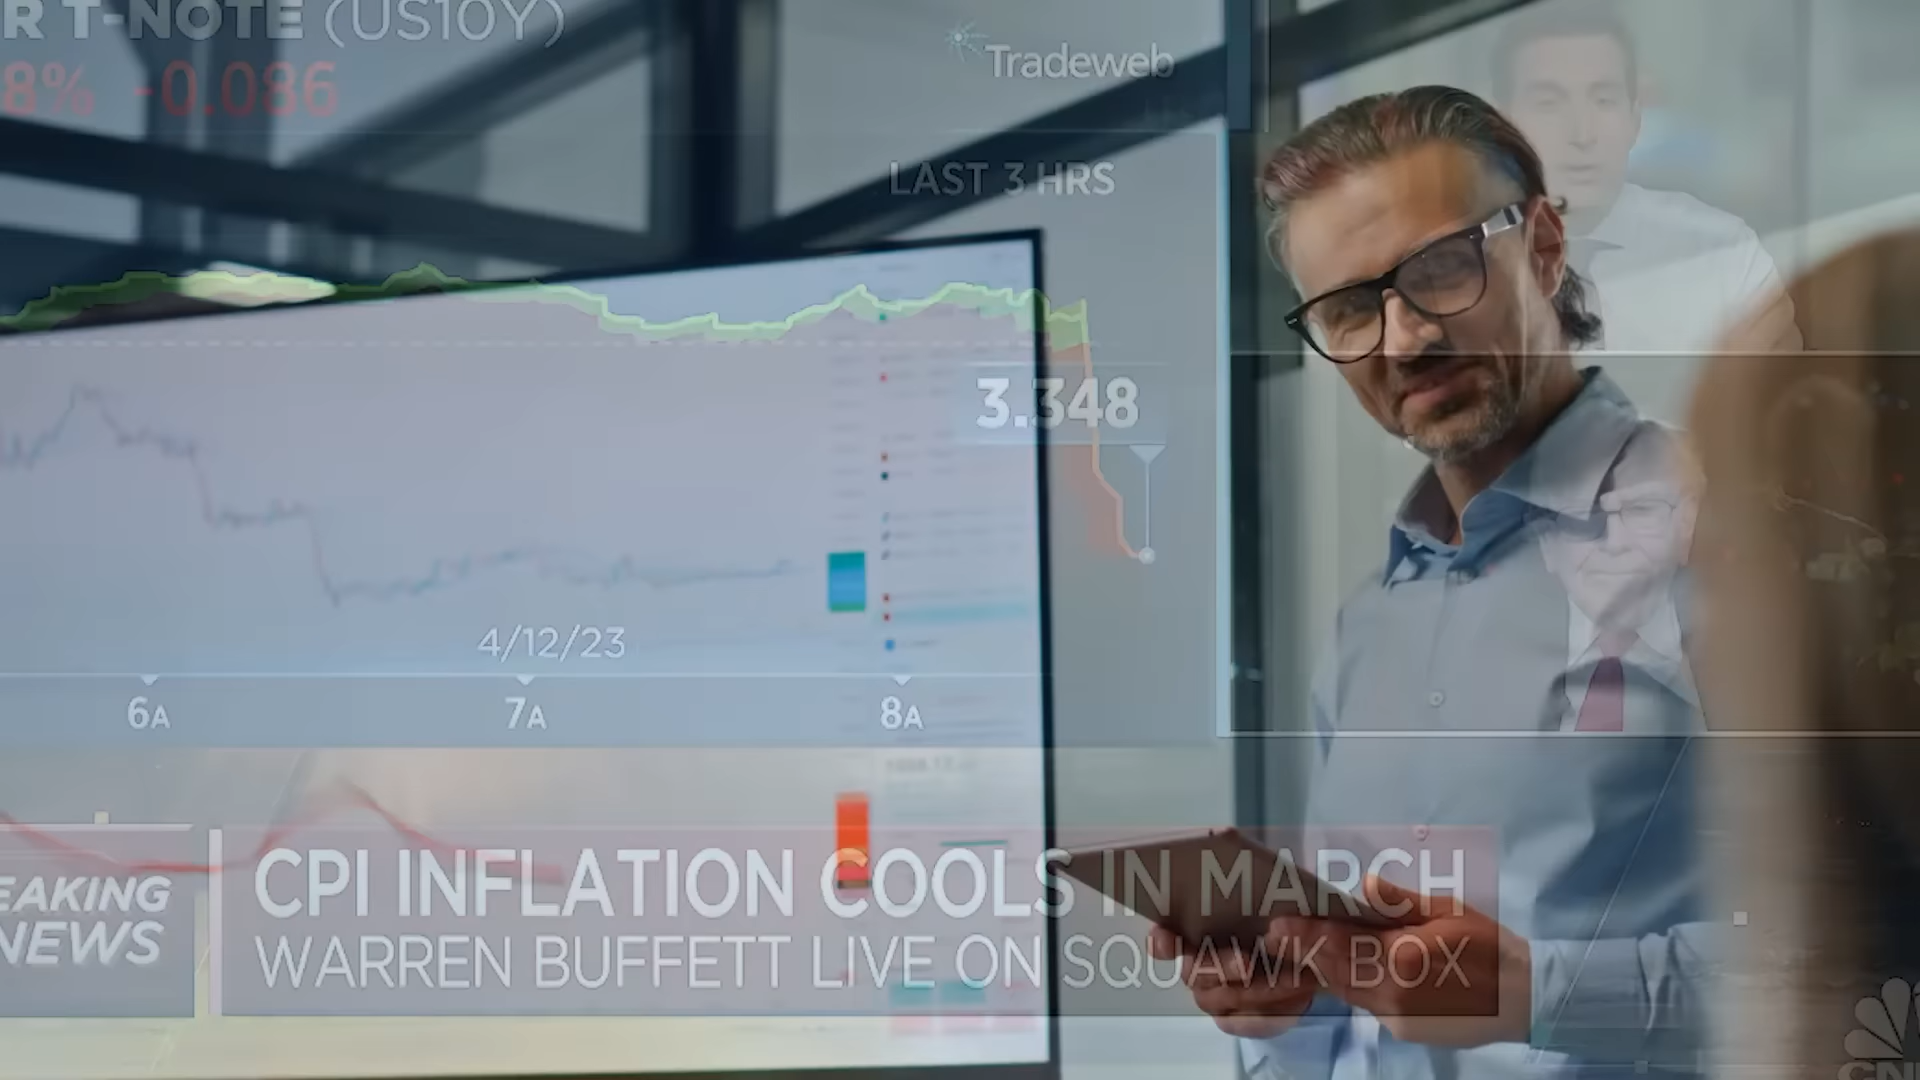 R T-NOTE (US10Y)
8% -0.086
Tradeweb
LAST 3 HRS
3.348
4/12/23
6A 7A 8A
EAKING
NEWS
CPI INFLATION COOLS IN MARCH
WARREN BUFFETT LIVE ON SQUAWK BOX